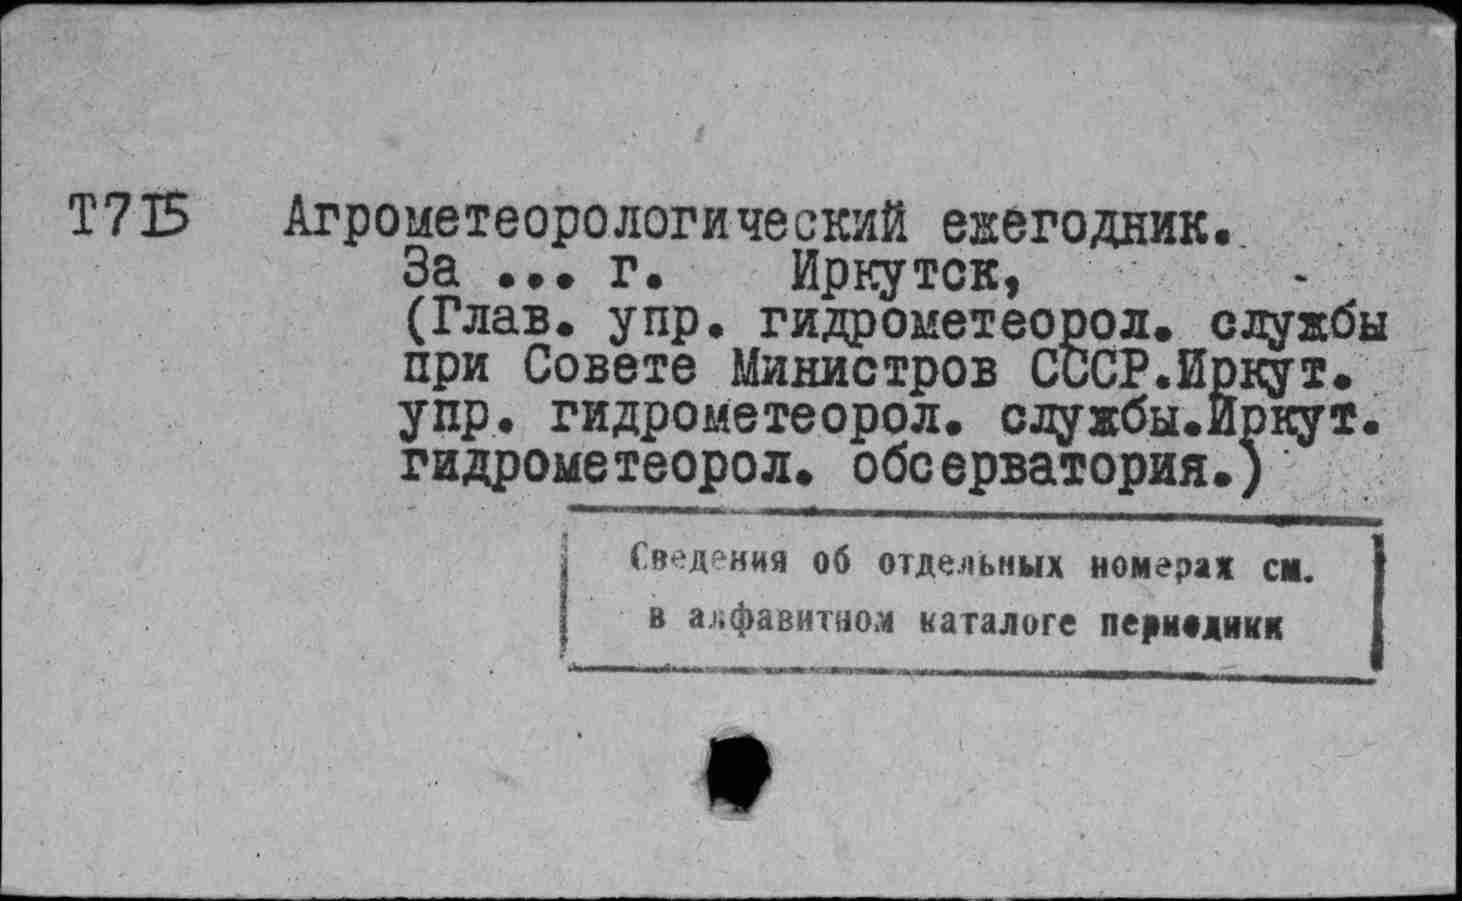 Т715 Агрометеорологический ежегодник.
За ... г. Иркутск, -
(Глав. упр. гидрометеорол. службы
при Совете Министров СССР.Иркут.
упр. гидрометеорол. службы.Иркут.
гидрометеорол. обсерватория.)
Сведения об отдельных номерах см.
в алфавитном каталоге периодики